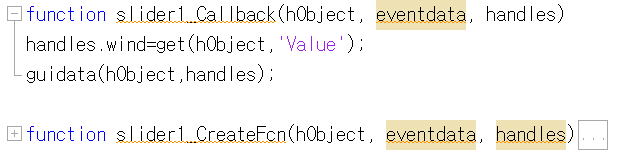 function slider1_Callback(hObject, eventdata, handles)
handles.wind=get(hObject,'Value');
guidata(hObject,handles);
function slider1_CreateFcn(hObject, eventdata, handles)...